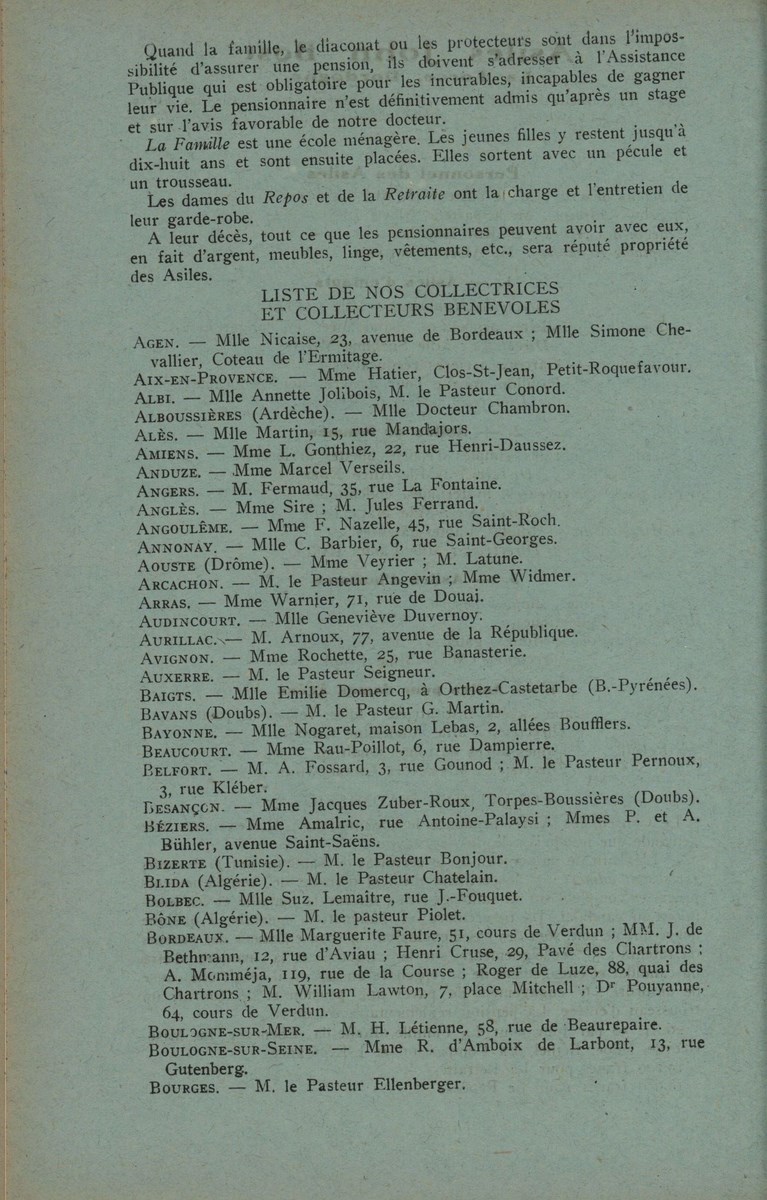 Quand la famille, le diaconat ou les protecteurs sont dans l'impos-
sibilité d'assurer une pension, ils doivent s'adresser à l'Assistance
Publique qui est obligatoire pour les incurables, incapables de gagner
leur vie. Le pensionnaire n'est définitivement admis qu'après un stage
et sur l'avis favorable de notre docteur.
La Famille est une école ménagère. Les jeunes filles y restent jusqu'à
dix-huit ans et sont ensuite placées. Elles sortent avec un pécule et
un trousseau.
Les dames du Repos et de la Retraite ont la charge et l'entretien de
leur garde-robe.
A leur décès, tout ce que les pensionnaires peuvent avoir avec eux,
en fait d'argent, meubles, linge, vêtements, etc., sera réputé propriété
des Asiles.
LISTE DE NOS COLLECTRICES
ET COLLECTEURS BENEVOLES
AGEN. — Mlle Nicaise, 23, avenue de Bordeaux ; Mlle Simone Che-
vallier, Coteau de l'Ermitage.
AIX-EN-PROVENCE. — Mme Hatier, Clos-St-Jean, Petit-Roquefavour.
ALBI. — Mlle Annette Jolibois, M. le Pasteur Conord.
ALBOUSSIÈRES (Ardèche). — Mlle Docteur Chambron.
ALÈS. — Mlle Martin, 15, rue Mandajors.
AMIENS. — Mme L. Gonthiez, 22, rue Henri-Daussez.
ANDUZE. — Mme Marcel Verseils.
ANGERS. — M. Fermaud, 35, rue La Fontaine.
ANGLÈS. — Mme Sire ; M. Jules Ferrand.
ANGOULÊME. — Mme F. Nazelle, 45, rue Saint-Roch.
ANNONAY. — Mlle C. Barbier, 6, rue Saint-Georges.
AOUSTE (Drôme). — Mme Veyrier ; M. Latune.
ARCACHON. — M. le Pasteur Angevin ; Mme Widmer.
ARRAS. — Mme Warnier, 71, rue de Douai.
AUDINCOURT. — Mlle Geneviève Duvernoy.
AURILLAC. — M. Arnoux, 77, avenue de la République.
AVIGNON. — Mme Rochette, 25, rue Banasterie.
AUXERRE. — M. le Pasteur Seigneur.
BAIGTS. — Mlle Emilie Domercq, à Orthez-Castetarbe (B.-Pyrénées).
BAVANS (Doubs). — M. le Pasteur G. Martin.
BAYONNE. — Mlle Nogaret, maison Lebas, 2, allées Boufflers.
BEAUCOURT. — Mme Rau-Poillot, 6, rue Dampierre.
BELFORT. — M. A. Fossard, 3, rue Gounod ; M. le Pasteur Pernoux,
3, rue Kléber.
BESANÇON. — Mme Jacques Zuber-Roux, Torpes-Boussières (Doubs).
BÉZIERS. — Mme Amalric, rue Antoine-Palaysi ; Mmes P. et A.
Bühler, avenue Saint-Saëns.
BIZERTE (Tunisie). — M. le Pasteur Bonjour.
BLIDA (Algérie). — M. le Pasteur Chatelain.
BOLBEC. — Mlle Suz. Lemaître, rue J.-Fouquet.
BÔNE (Algérie). — M. le pasteur Piolet.
BORDEAUX. — Mlle Marguerite Faure, 51, cours de Verdun ; MM. J. de
Bethmann, 12, rue d'Aviau ; Henri Cruse, 29, Pavé des Chartrons ;
A. Momméja, 119, rue de la Course ; Roger de Luze, 88, quai des
Chartrons ; M. William Lawton, 7, place Mitchell ; Dr Pouyanne,
64, cours de Verdun.
BOULOGNE-SUR-MER. — M. H. Létienne, 58, rue de Beaurepaire.
BOULOGNE-SUR-SEINE. — Mme R. d'Amboix de Larbont, 13, rue
Gutenberg.
BOURGES. — M. le Pasteur Ellenberger.